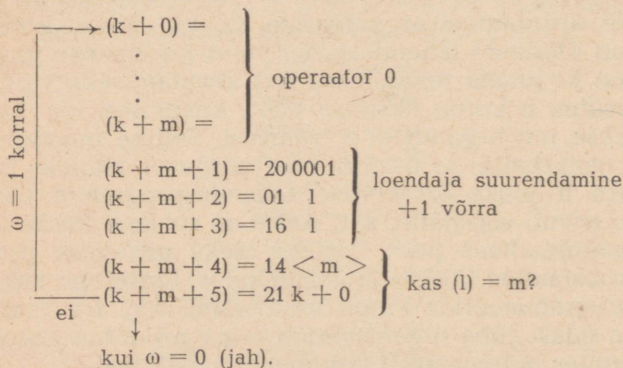 (k + 0) =
operaator 0
(k + m) =
ω = 1 korral
(k + m + 1) = 20 0001
(k + m + 2) = 01 l
(k + m + 3) = 16 l
loendaja suurendamine
+1 võrra
(k + m + 4) = 14 < m >
(k + m + 5) = 21 k + 0
kas (l) = m?
ei
kui ω = 0 (jah).